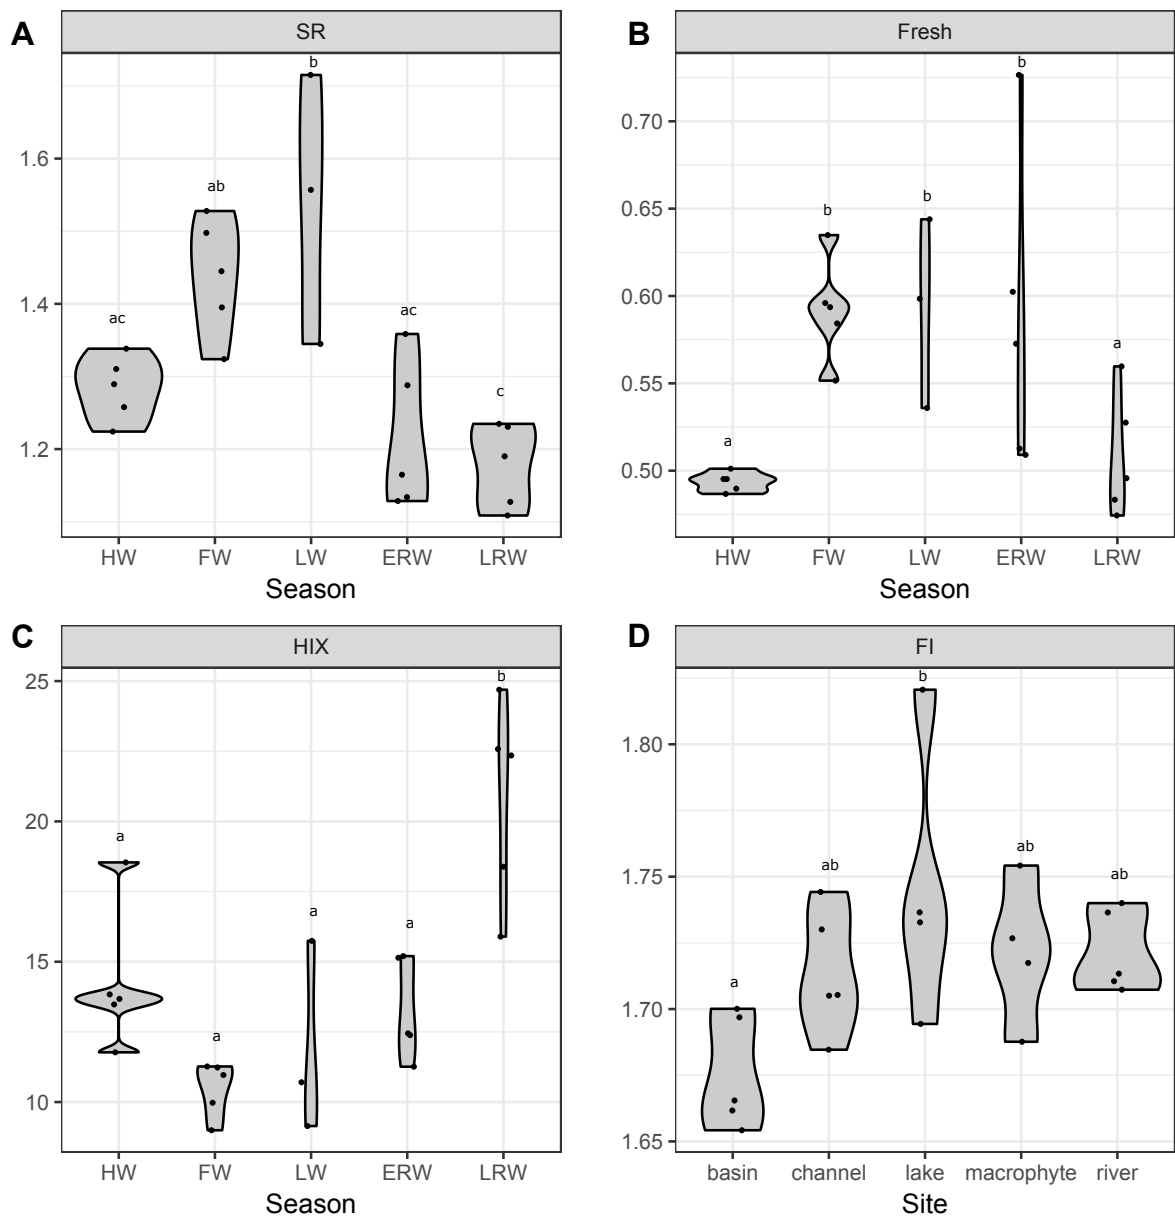 A
SR
b
ab
ac
ac
c
1.6
1.4
1.2
HW FW LW ERW LRW
Season
B
Fresh
b
b
b
a
a
0.70
0.65
0.60
0.55
0.50
HW FW LW ERW LRW
Season
C
HIX
b
a
a
a
a
25
20
15
10
HW FW LW ERW LRW
Season
D
FI
b
ab
ab
ab
a
1.80
1.75
1.70
1.65
basin channel lake macrophyte river
Site